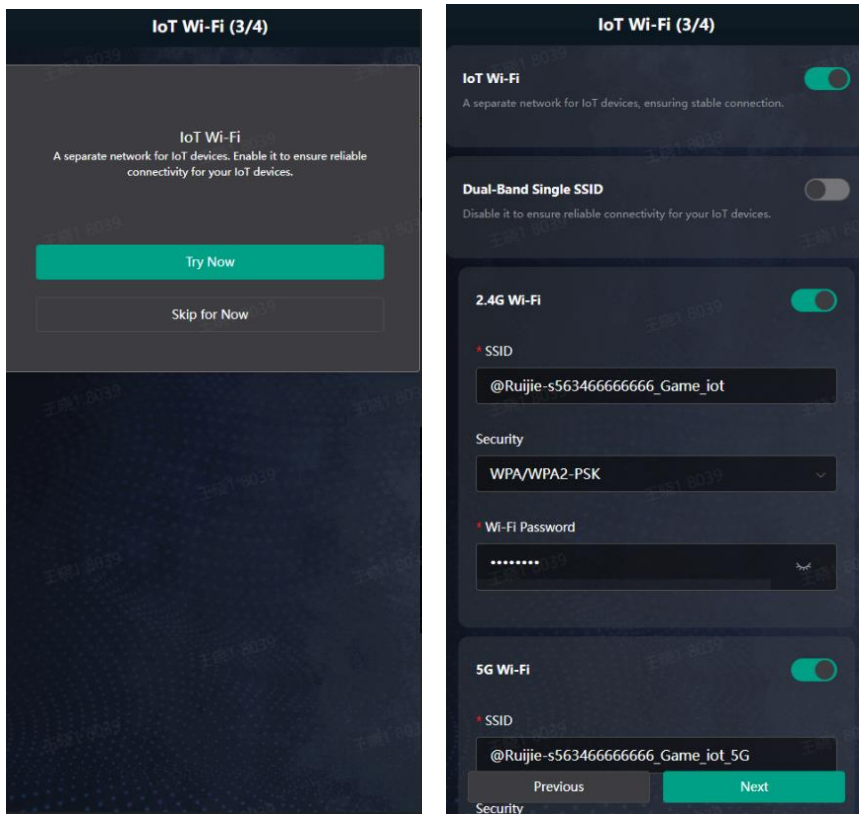 IoT Wi-Fi (3/4)
IoT Wi-Fi
A separate network for IoT devices. Enable it to ensure reliable
connectivity for your IoT devices.
Try Now
Skip for Now
IoT Wi-Fi (3/4)
IoT Wi-Fi
A separate network for IoT devices, ensuring stable connection.
Dual-Band Single SSID
Disable it to ensure reliable connectivity for your IoT devices.
2.4G Wi-Fi
* SSID
@Ruijie-s563466666666_Game_iot
Security
WPA/WPA2-PSK
* Wi-Fi Password
••••••••
5G Wi-Fi
* SSID
@Ruijie-s563466666666_Game_iot_5G
Previous
Next
Security